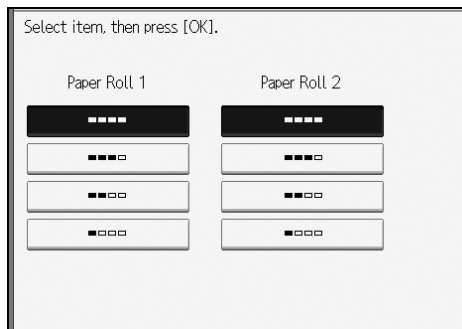 Select item, then press [OK].
Paper Roll 1 Paper Roll 2